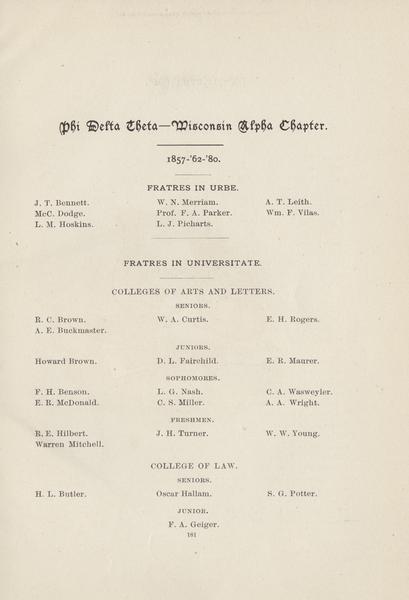 Phi Delta Theta—Wisconsin Alpha Chapter.
1857-'62-'80.
FRATRES IN URBE.
J. T. Bennett. W. N. Merriam. A. T. Leith.
McC. Dodge. Prof. F. A. Parker. Wm. F. Vilas.
L. M. Hoskins. L. J. Picharts.
FRATRES IN UNIVERSITATE.
COLLEGES OF ARTS AND LETTERS.
SENIORS.
R. C. Brown. W. A. Curtis. E. H. Rogers.
A. E. Buckmaster.
JUNIORS.
Howard Brown. D. L. Fairchild. E. R. Maurer.
SOPHOMORES.
F. H. Benson. L. G. Nash. C. A. Wasweyler.
E. R. McDonald. C. S. Miller. A. A. Wright.
FRESHMEN.
R. E. Hilbert. J. H. Turner. W. W. Young.
Warren Mitchell.
COLLEGE OF LAW.
SENIORS.
H. L. Butler. Oscar Hallam. S. G. Potter.
JUNIOR.
F. A. Geiger.
181